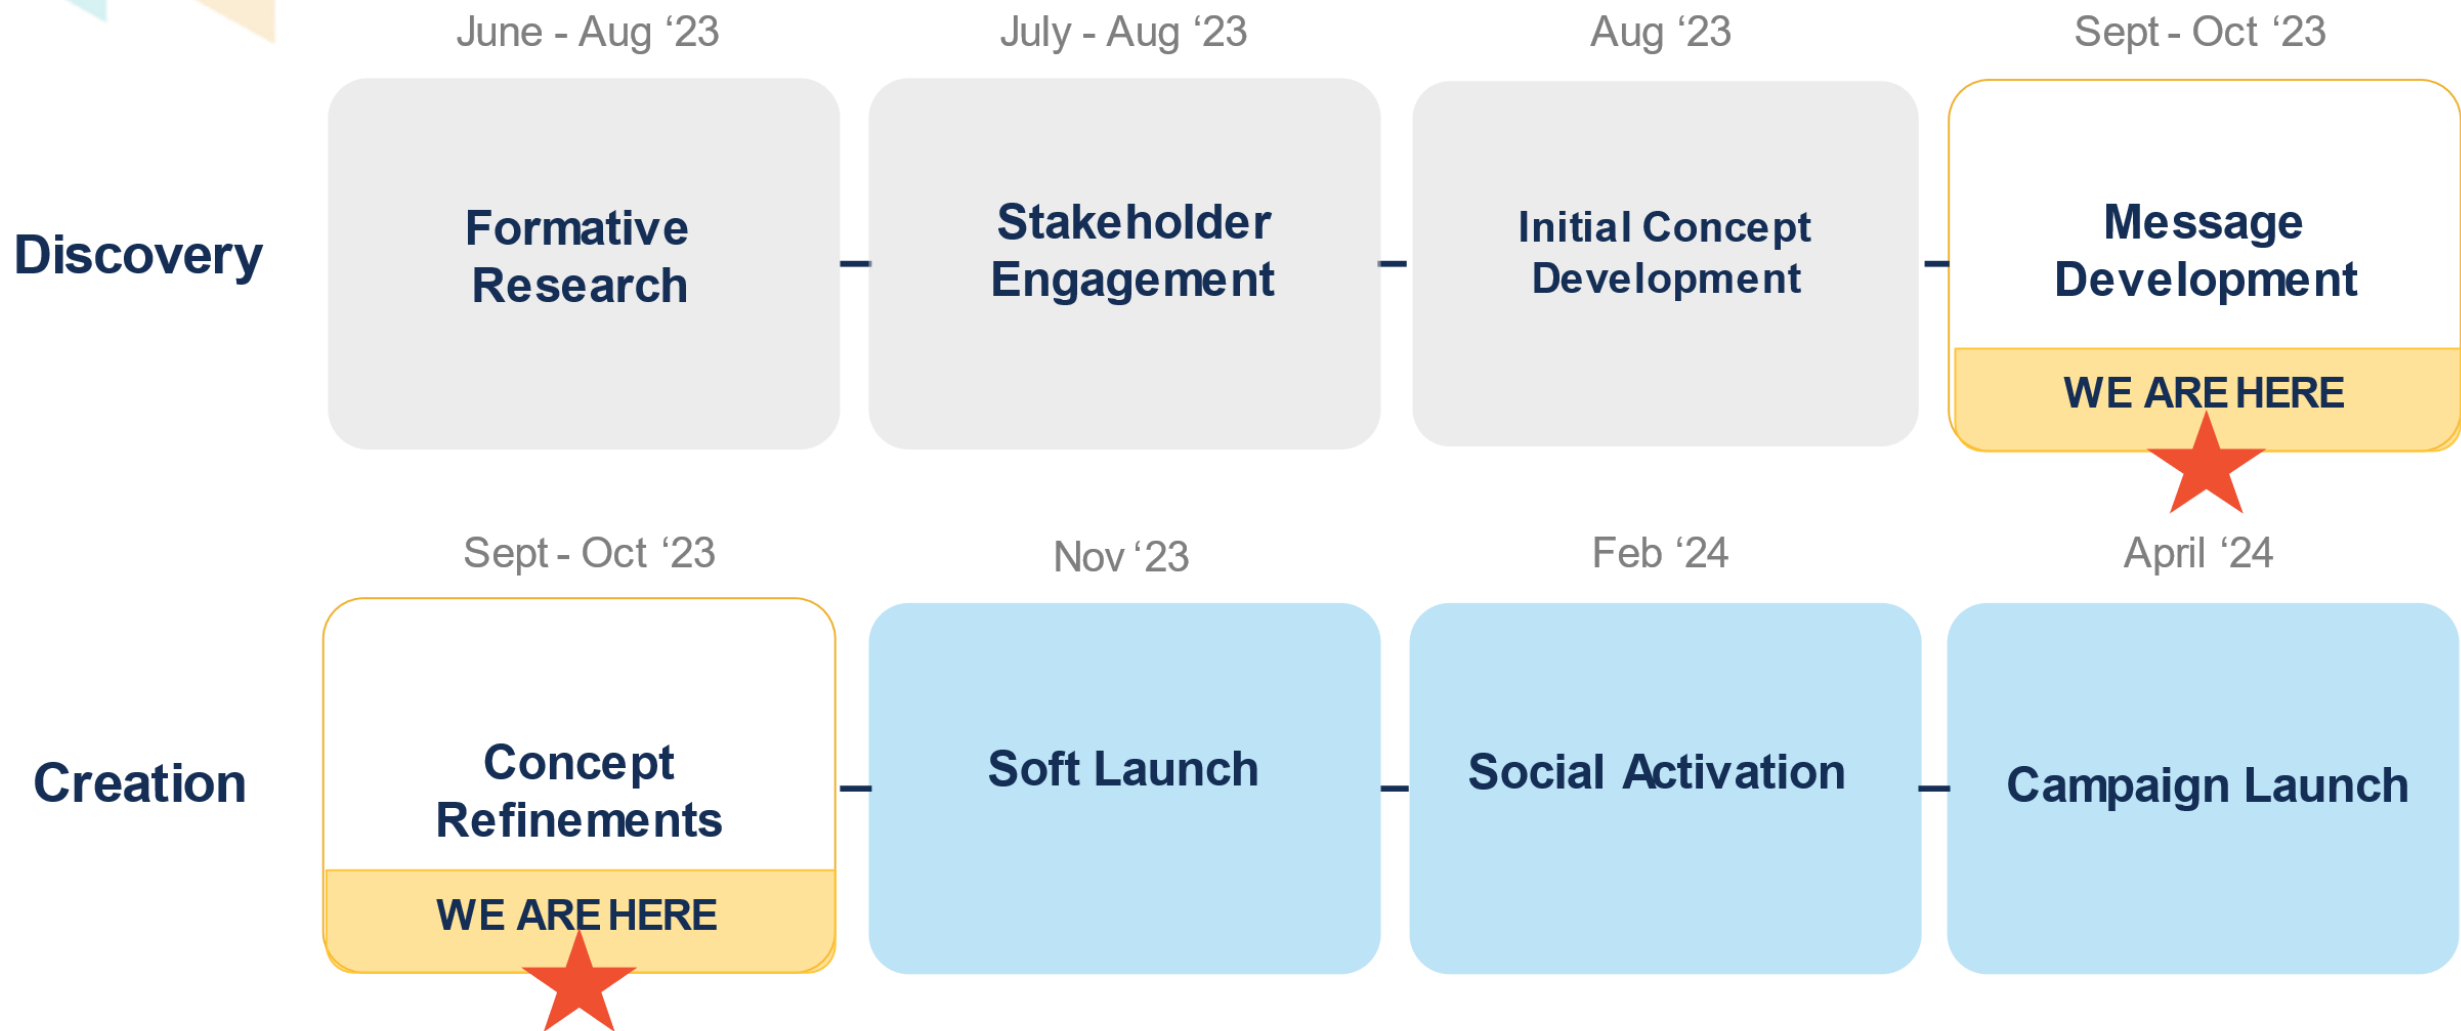 June - Aug ‘23
July - Aug ‘23
Aug ‘23
Sept - Oct ‘23
Discovery
Formative
Research
Stakeholder
Engagement
Initial Concept
Development
Message
Development
WE ARE HERE
Sept - Oct ‘23
Nov ‘23
Feb ‘24
April ‘24
Creation
Concept
Refinements
WE ARE HERE
Soft Launch
Social Activation
Campaign Launch